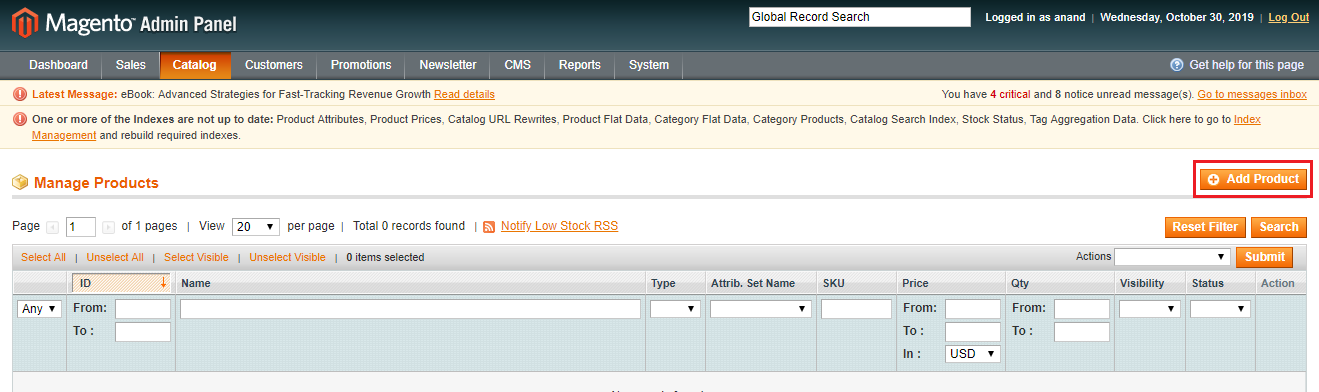 Magento Admin Panel
Global Record Search
Logged in as anand | Wednesday, October 30, 2019 | Log Out
Dashboard Sales Catalog Customers Promotions Newsletter CMS Reports System Get help for this page
Latest Message: eBook: Advanced Strategies for Fast-Tracking Revenue Growth Read details You have 4 critical and 8 notice unread message(s). Go to messages inbox
One or more of the Indexes are not up to date: Product Attributes, Product Prices, Catalog URL Rewrites, Product Flat Data, Category Flat Data, Category Products, Catalog Search Index, Stock Status, Tag Aggregation Data. Click here to go to Index
Management and rebuild required indexes.
Manage Products Add Product
Page 1 of 1 pages | View 20 per page | Total 0 records found | Notify Low Stock RSS Reset Filter Search
Select All | Unselect All | Select Visible | Unselect Visible | 0 items selected Actions Submit
ID Name Type Attrib. Set Name SKU Price Qty Visibility Status Action
Any From: From: From:
To : To : To :
In : USD